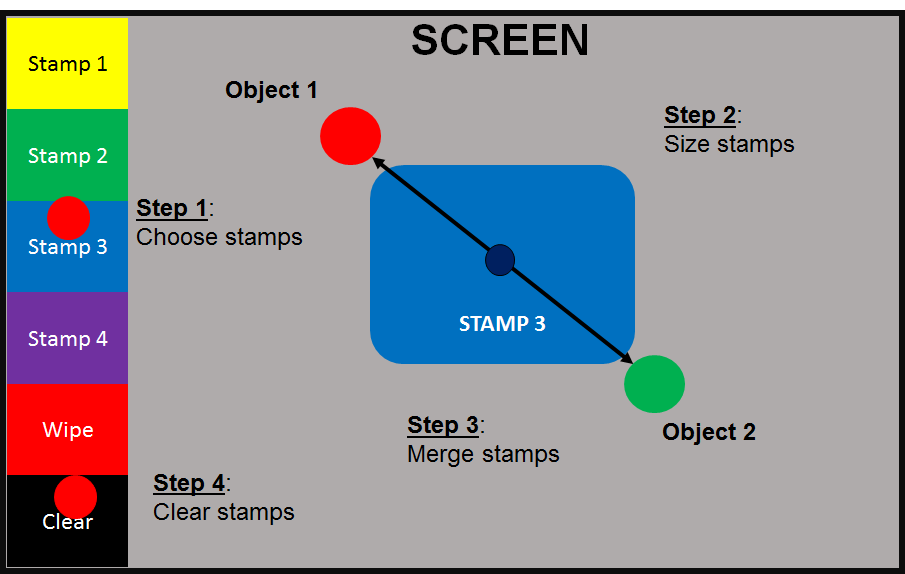 SCREEN
Stamp 1
Stamp 2
Stamp 3
Stamp 4
Wipe
Clear
Object 1
Step 1:
Choose stamps
Step 2:
Size stamps
STAMP 3
Object 2
Step 3:
Merge stamps
Step 4:
Clear stamps